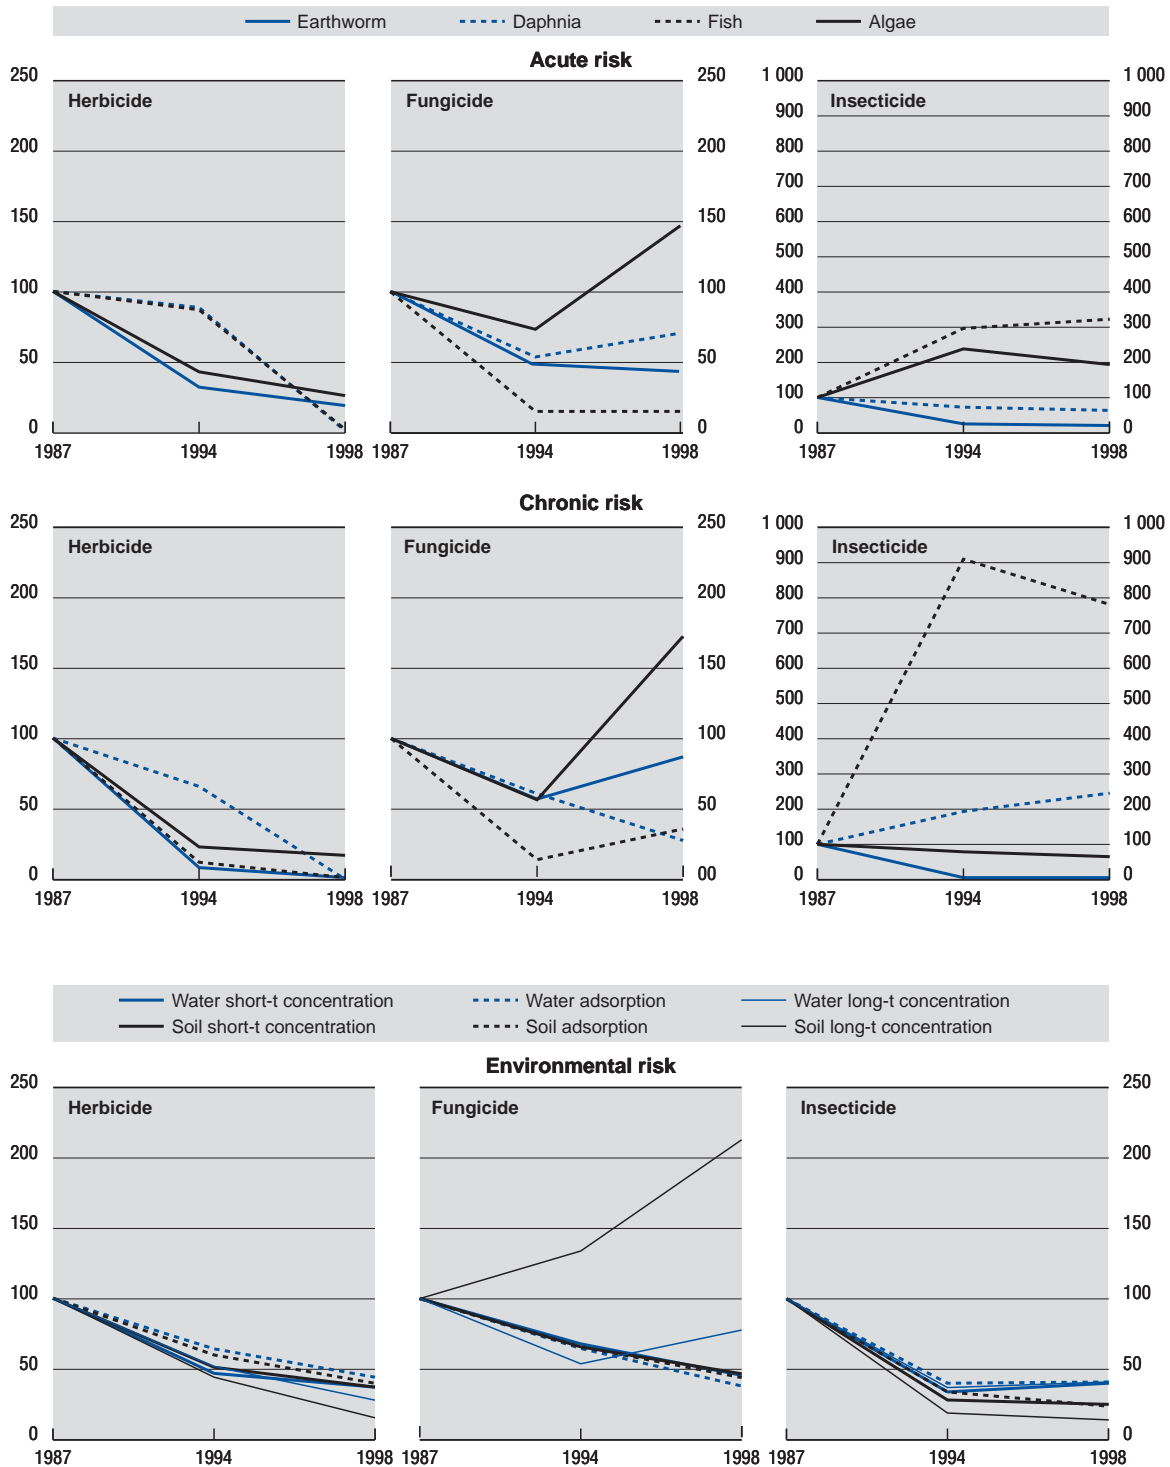 Earthworm Daphnia Fish Algae
Acute risk
250 250 1 000 1 000
Herbicide Fungicide Insecticide
900 900
200 200 800 800
700 700
150 150 600 600
500 500
100 100 400 400
300 300
50 50 200 200
100 100
0 0 0 0
1987 1994 1998 1987 1994 1998 1987 1994 1998
Chronic risk
250 250 1 000 1 000
Herbicide Fungicide Insecticide
900 900
200 200 800 800
700 700
150 150 600 600
500 500
100 100 400 400
300 300
50 50 200 200
100 100
0 00 0 0
1987 1994 1998 1987 1994 1998 1987 1994 1998
Water short-t concentration Water adsorption Water long-t concentration
Soil short-t concentration Soil adsorption Soil long-t concentration
Environmental risk
250 250
Herbicide Fungicide Insecticide
200 200
150 150
100 100
50 50
0 0
1987 1994 1998 1987 1994 1998 1987 1994 1998